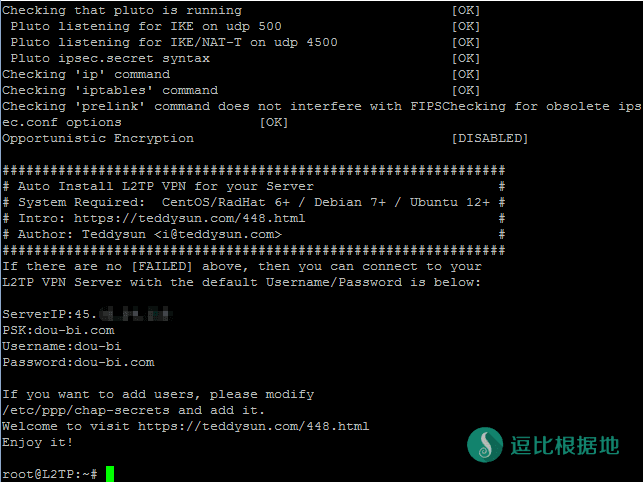 Checking that pluto is running [OK]
Pluto listening for IKE on udp 500 [OK]
Pluto listening for IKE/NAT-T on udp 4500 [OK]
Pluto ipsec.secret syntax [OK]
Checking 'ip' command [OK]
Checking 'iptables' command [OK]
Checking 'prelink' command does not interfere with FIPSChecking for obsolete ips
ec.conf options [OK]
Opportunistic Encryption [DISABLED]
###############################################################
# Auto Install L2TP VPN for your Server #
# System Required: CentOS/RadHat 6+ / Debian 7+ / Ubuntu 12+ #
# Intro: https://teddysun.com/448.html #
# Author: Teddysun <i@teddysun.com> #
###############################################################
If there are no [FAILED] above, then you can connect to your
L2TP VPN Server with the default Username/Password is below:
ServerIP:45.
PSK:dou-bi.com
Username:dou-bi
Password:dou-bi.com
If you want to add users, please modify
/etc/ppp/chap-secrets and add it.
Welcome to visit https://teddysun.com/448.html
Enjoy it!
root@L2TP:~#
逗比根据地